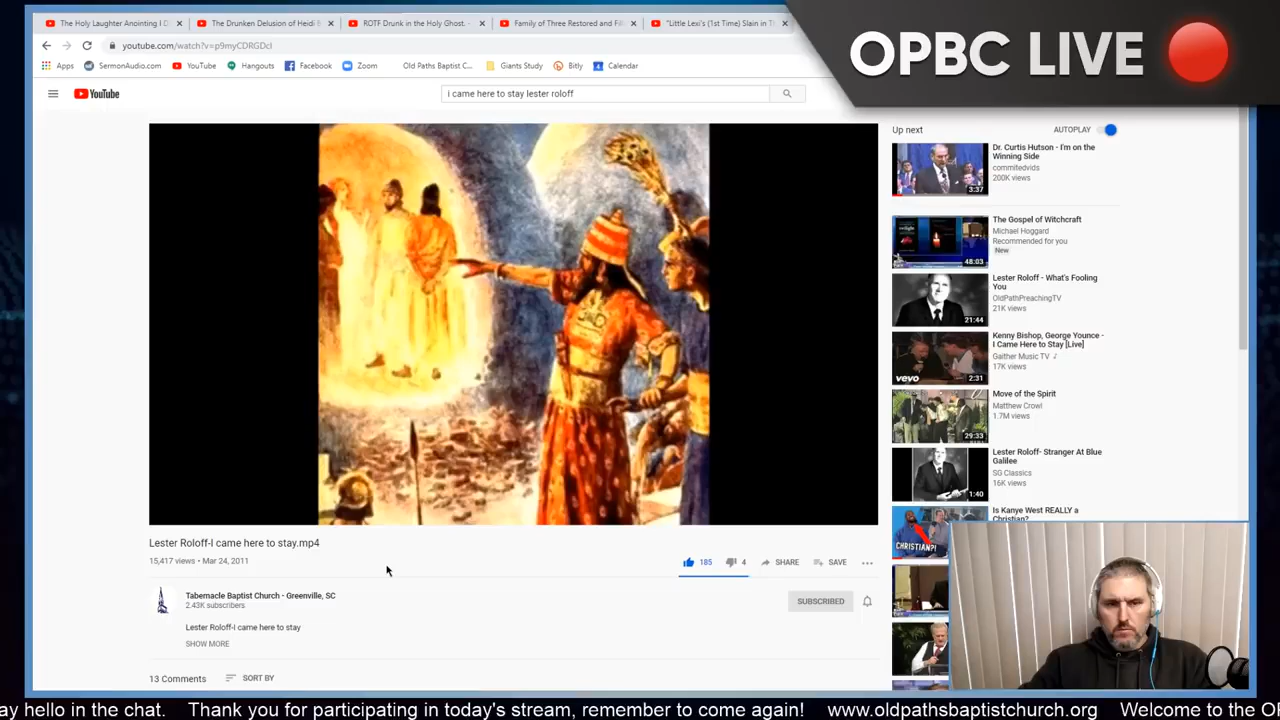 The Holy Laughter Anointing I D
The Drunken Delusion of Heidi B
ROTF Drunk in the Holy Ghost. -
Family of Three Restored and Fil
"Little Lexi's (1st Time) Slain in T
OPBC LIVE
youtube.com/watch?v=p9myCDRGDcI
Apps
SermonAudio.com
YouTube
Hangouts
Facebook
Zoom
Old Paths Baptist C...
Giants Study
Bitly
Calendar
YouTube
i came here to stay lester roloff
Up next
AUTOPLAY
Dr. Curtis Hutson - I'm on the
Winning Side
commitedvids
200K views
3:37
The Gospel of Witchcraft
Michael Hoggard
Recommended for you
New
48:03
Lester Roloff - What's Fooling
You
OldPathPreachingTV
21K views
21:44
Kenny Bishop, George Younce -
I Came Here to Stay [Live]
Gaither Music TV
17K views
vevo
2:31
Move of the Spirit
Matthew Crowl
1.7M views
29:33
Lester Roloff- Stranger At Blue
Galilee
SG Classics
16K views
1:40
Is Kanye West REALLY a
Christian?
CHRISTIAN?!
Lester Roloff-I came here to stay.mp4
15,417 views • Mar 24, 2011
185
4
SHARE
SAVE
Tabernacle Baptist Church - Greenville, SC
2.43K subscribers
SUBSCRIBED
Lester Roloff-I came here to stay
SHOW MORE
13 Comments
SORT BY
ay hello in the chat. Thank you for participating in today's stream, remember to come again! www.oldpathsbaptistchurch.org Welcome to the Ol